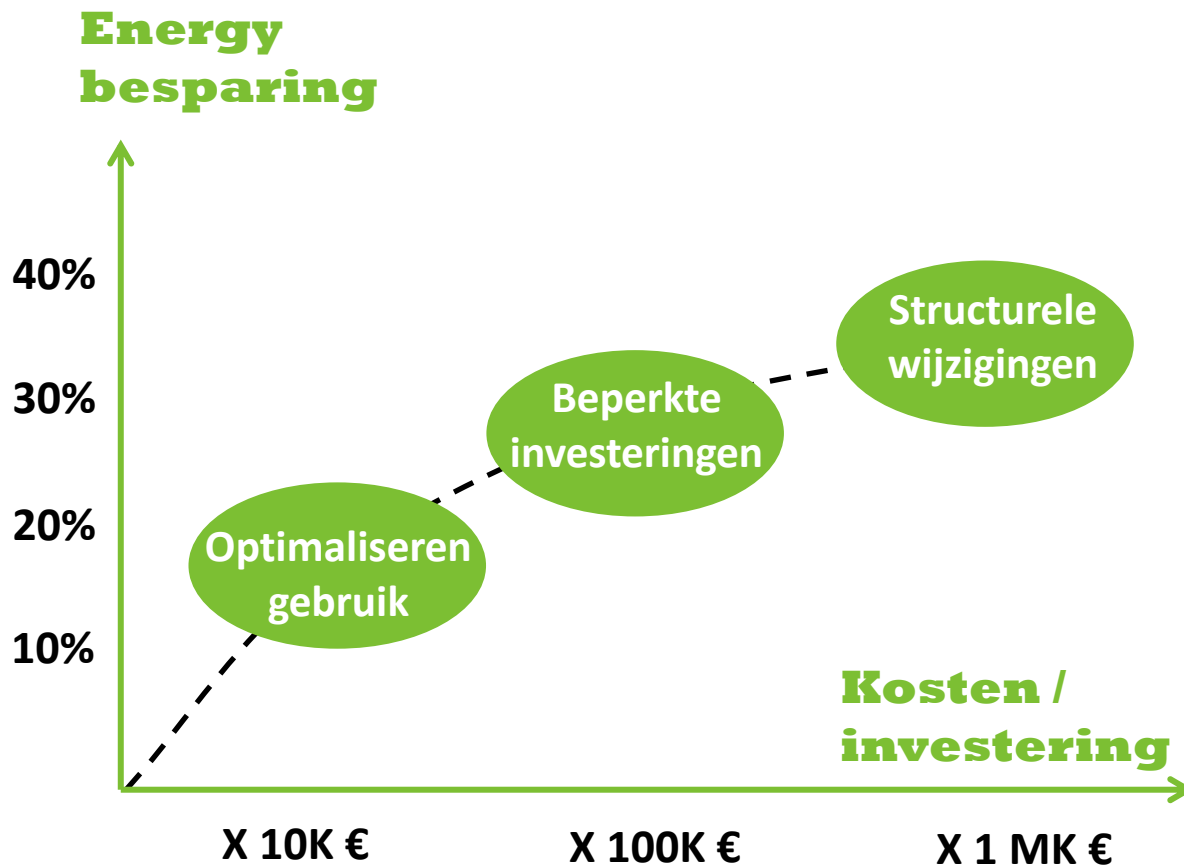 Energy
besparing
40%
30%
20%
10%
Structurele
wijzigingen
Beperkte
investeringen
Optimaliseren
gebruik
Kosten /
investering
X 10K €
X 100K €
X 1 MK €